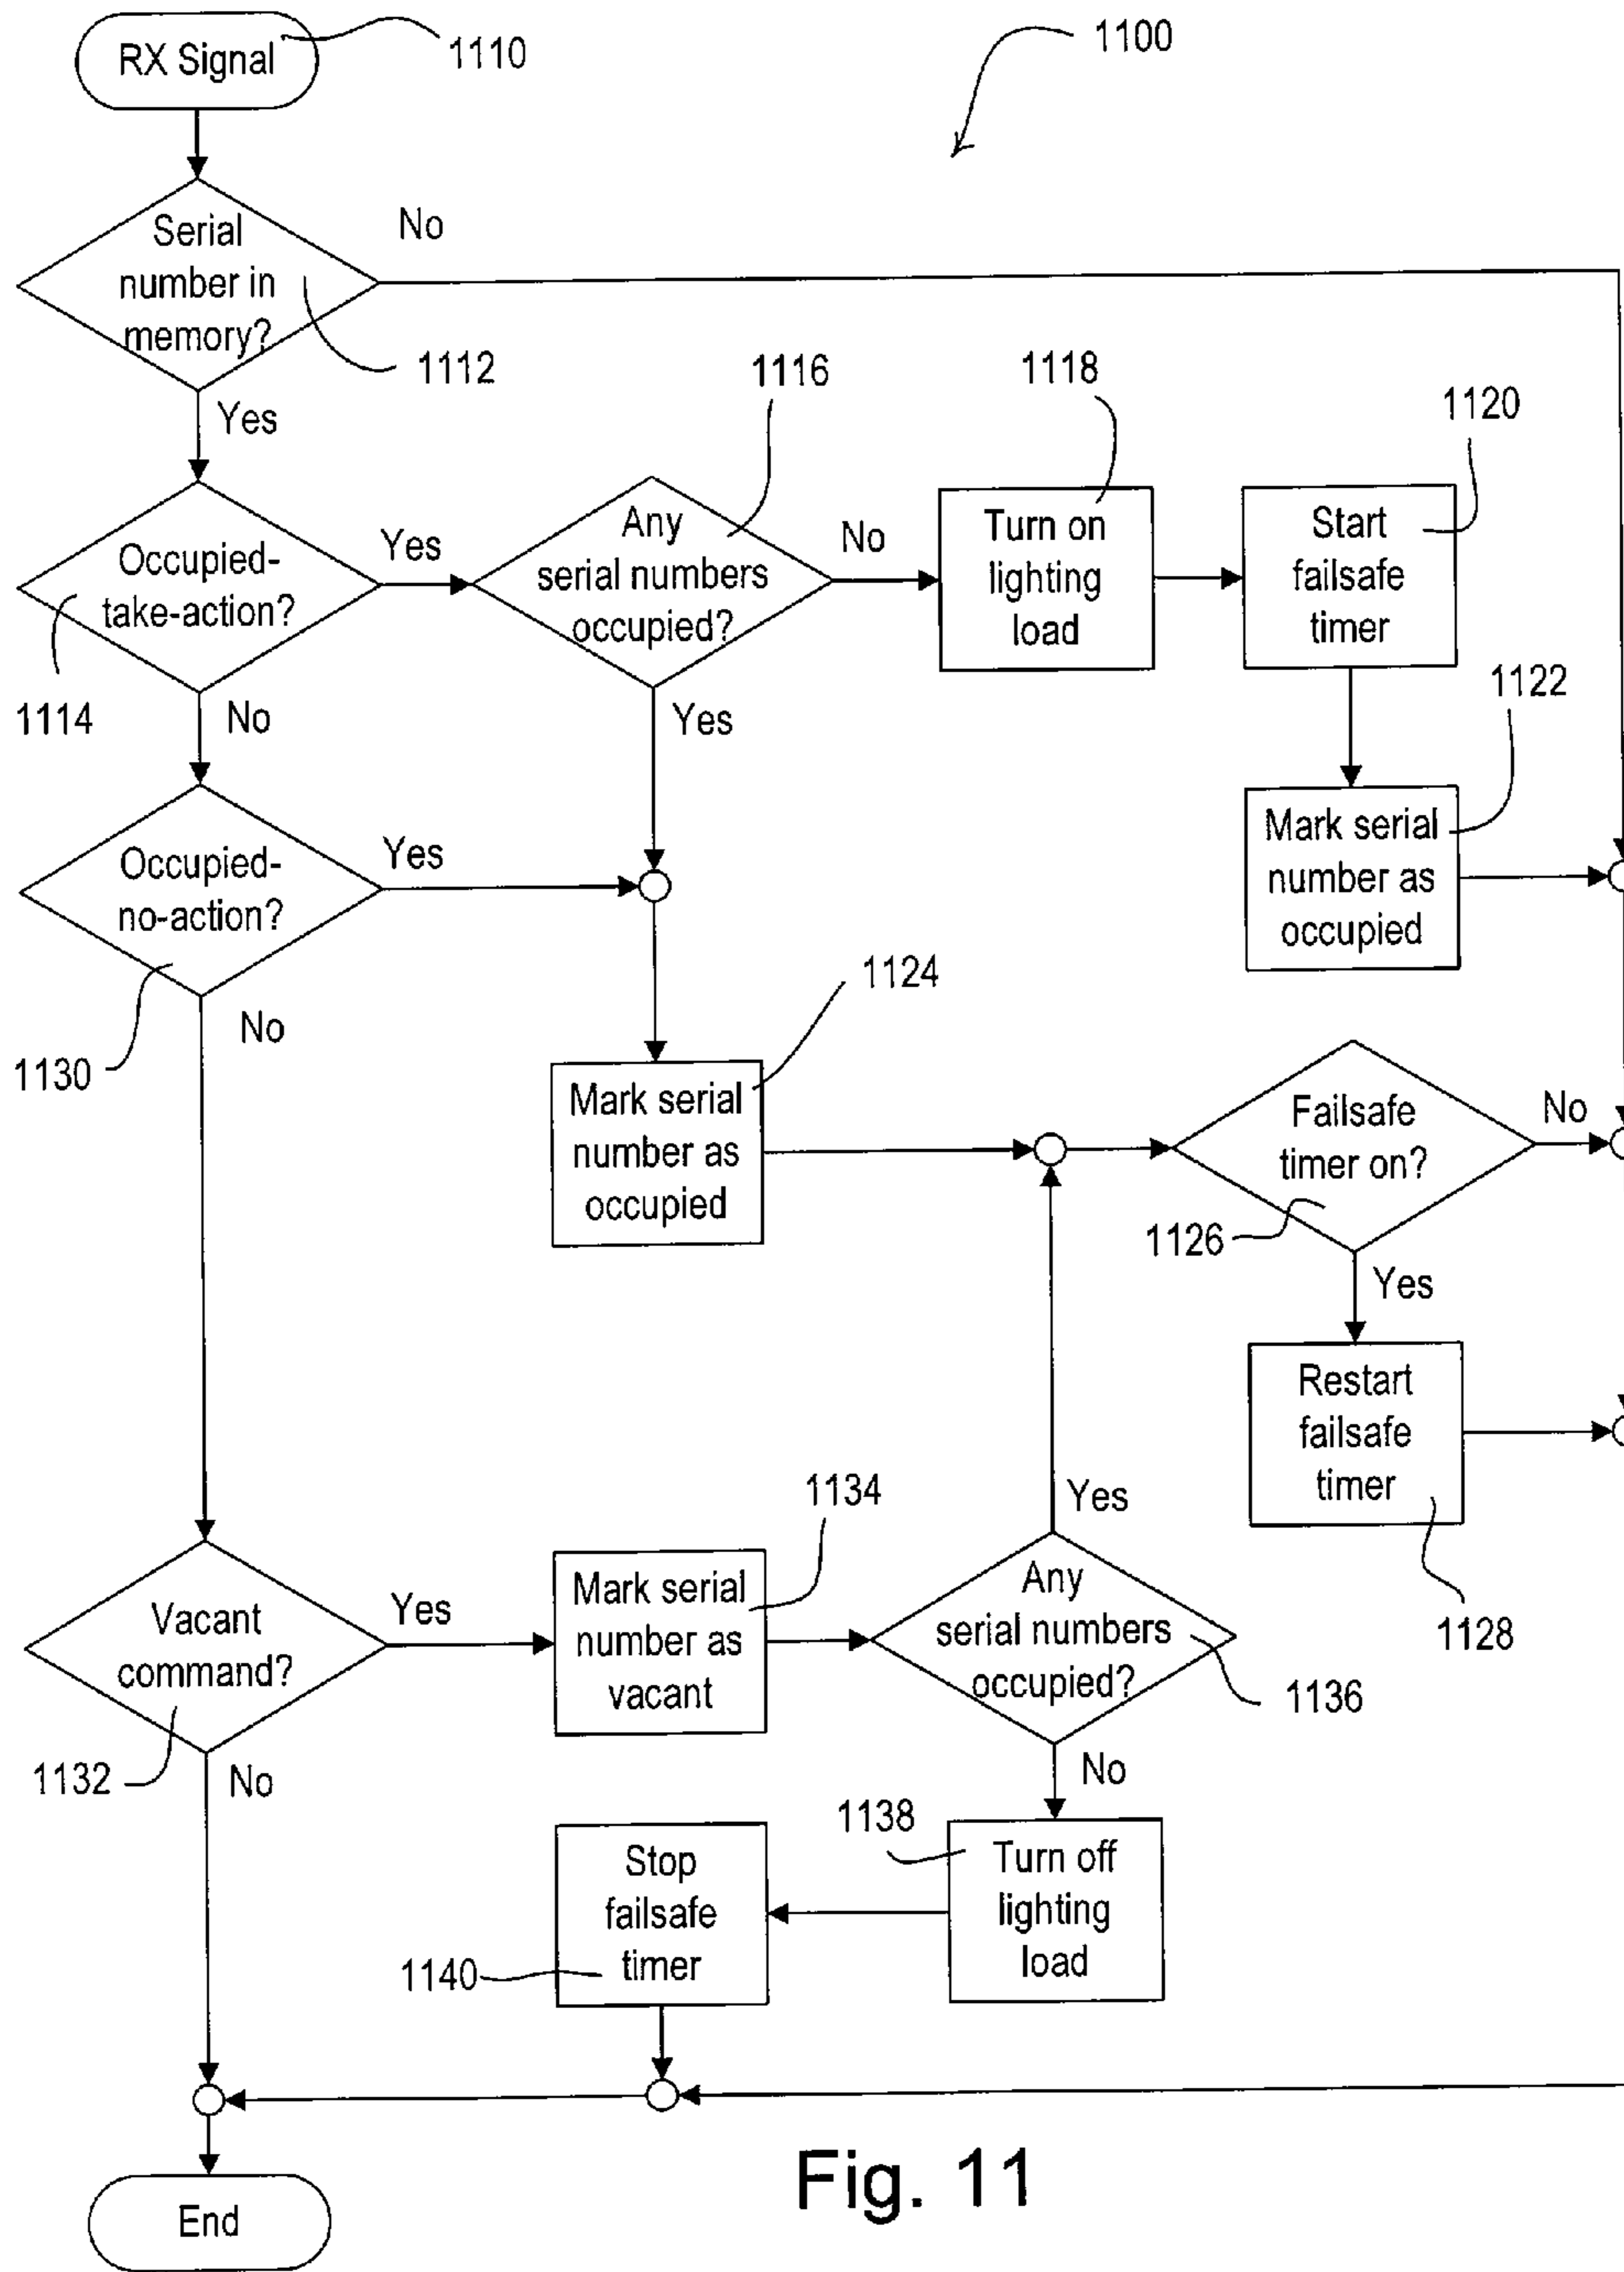 RX Signal
1110
1100
Serial
number in
memory?
No
1112
Yes
1116
1118
1120
Occupied-
take-action?
Yes
1114
No
Any
serial numbers
occupied?
No
Yes
Turn on
lighting
load
Start
failsafe
timer
1122
Mark serial
number as
occupied
Occupied-
no-action?
Yes
1130
No
1124
Mark serial
number as
occupied
Failsafe
timer on?
No
1126
Yes
Restart
failsafe
timer
1128
Vacant
command?
Yes
1132
No
1134
Mark serial
number as
vacant
Yes
Any
serial numbers
occupied?
1136
No
1138
Turn off
lighting
load
Stop
failsafe
timer
1140
End
Fig. 11